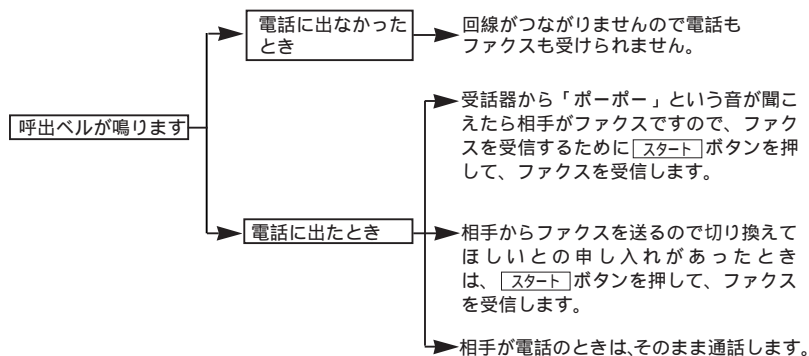 呼出ベルが鳴ります
電話に出なかった
とき
回線がつながりませんので電話も
ファクスも受けられません。
電話に出たとき
受話器から「ポーポー」という音が聞こ
えたら相手がファクスですので、ファク
スを受信するために スタート ボタンを押
して、ファクスを受信します。
相手からファクスを送るので切り換えて
ほしいとの申し入れがあったとき
は、 スタート ボタンを押して、ファクス
を受信します。
相手が電話のときは、そのまま通話します。